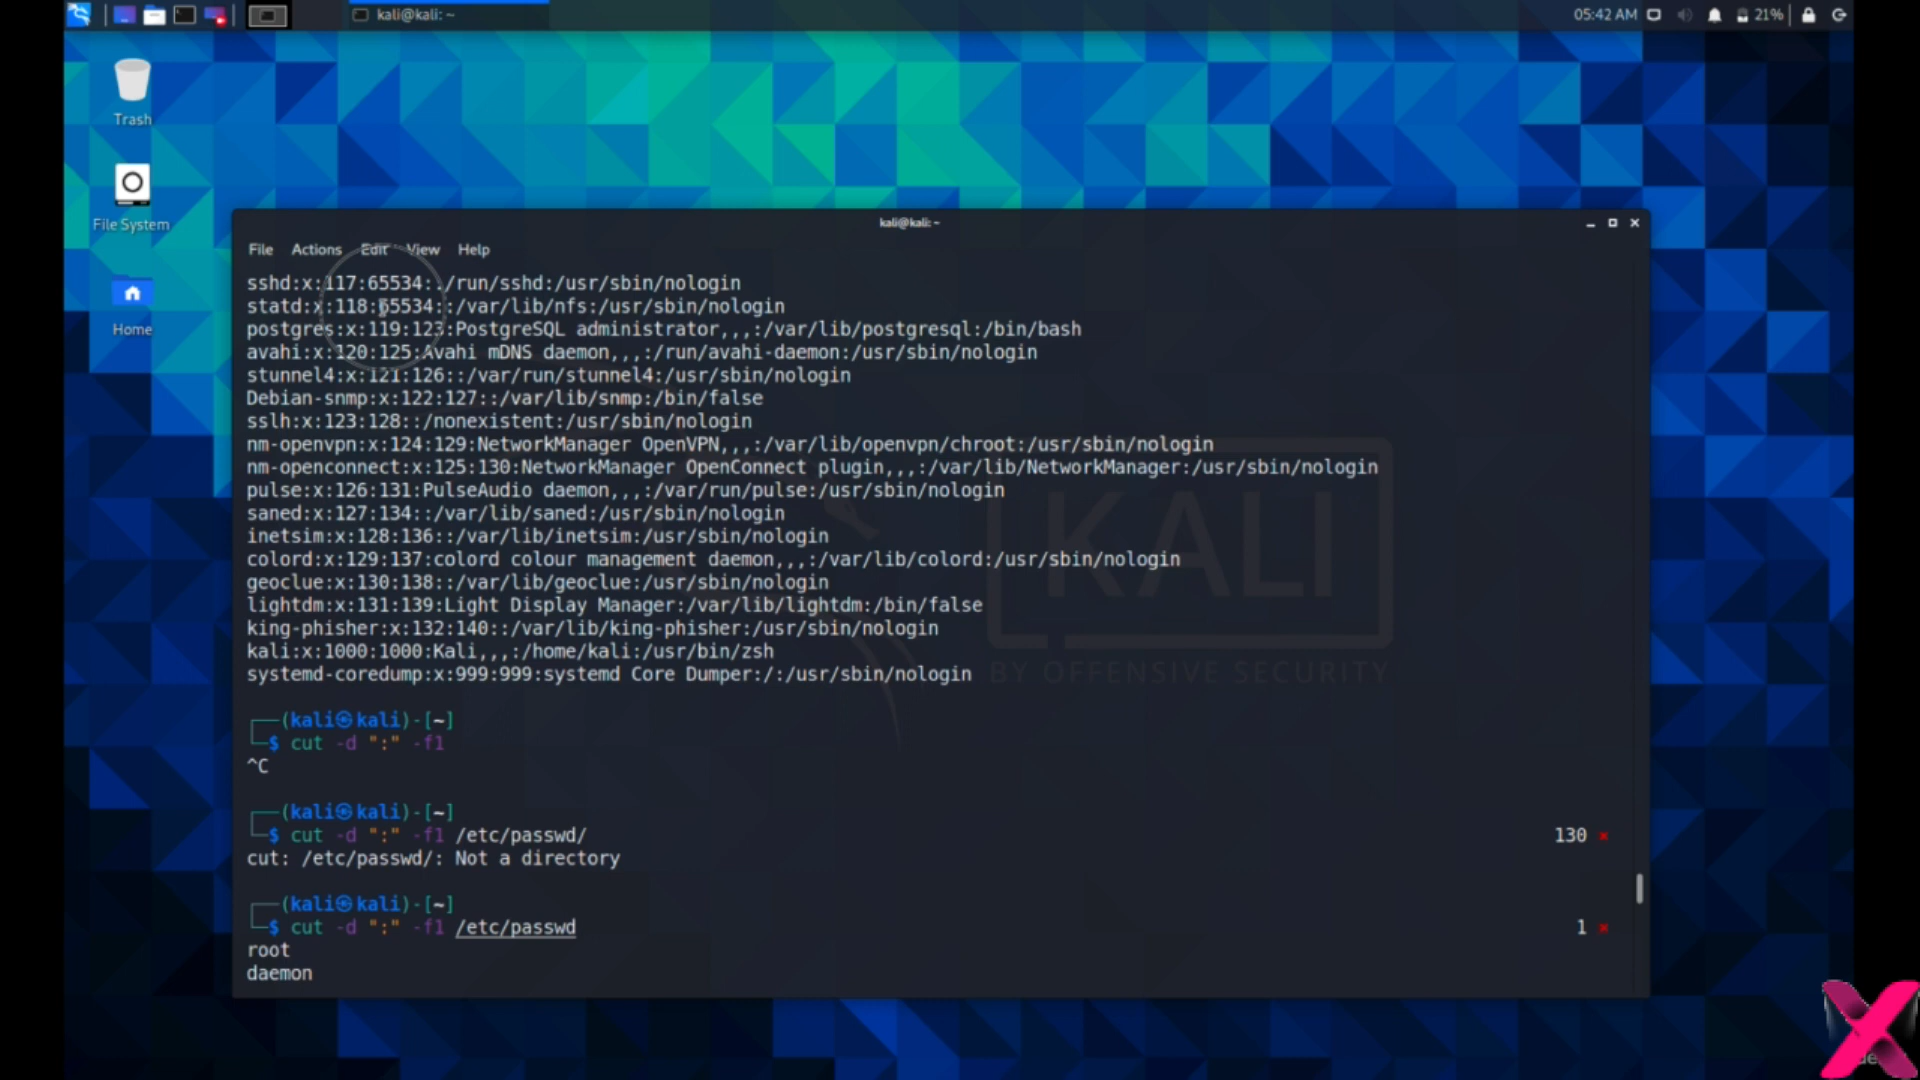 kali@kali: ~
05:42 AM
21%
Trash
File System
Home
kali@kali: ~
File Actions Edit View Help
sshd:x:117:65534::/run/sshd:/usr/sbin/nologin
statd:x:118:65534::/var/lib/nfs:/usr/sbin/nologin
postgres:x:119:123:PostgreSQL administrator,,,:/var/lib/postgresql:/bin/bash
avahi:x:120:125:Avahi mDNS daemon,,,:/run/avahi-daemon:/usr/sbin/nologin
stunnel4:x:121:126::/var/run/stunnel4:/usr/sbin/nologin
Debian-snmp:x:122:127::/var/lib/snmp:/bin/false
sslh:x:123:128::/nonexistent:/usr/sbin/nologin
nm-openvpn:x:124:129:NetworkManager OpenVPN,,,:/var/lib/openvpn/chroot:/usr/sbin/nologin
nm-openconnect:x:125:130:NetworkManager OpenConnect plugin,,,:/var/lib/NetworkManager:/usr/sbin/nologin
pulse:x:126:131:PulseAudio daemon,,,:/var/run/pulse:/usr/sbin/nologin
saned:x:127:134::/var/lib/saned:/usr/sbin/nologin
inetsim:x:128:136::/var/lib/inetsim:/usr/sbin/nologin
colord:x:129:137:colord colour management daemon,,,:/var/lib/colord:/usr/sbin/nologin
geoclue:x:130:138::/var/lib/geoclue:/usr/sbin/nologin
lightdm:x:131:139:Light Display Manager:/var/lib/lightdm:/bin/false
king-phisher:x:132:140::/var/lib/king-phisher:/usr/sbin/nologin
kali:x:1000:1000:Kali,,,:/home/kali:/usr/bin/zsh
systemd-coredump:x:999:999:systemd Core Dumper:/:/usr/sbin/nologin
KALI
BY OFFENSIVE SECURITY
┌──(kali㉿kali)-[~]
└─$ cut -d ":" -f1
^C
┌──(kali㉿kali)-[~]
└─$ cut -d ":" -f1 /etc/passwd/ 130 ⨯
cut: /etc/passwd/: Not a directory
┌──(kali㉿kali)-[~]
└─$ cut -d ":" -f1 /etc/passwd 1 ⨯
root
daemon
X